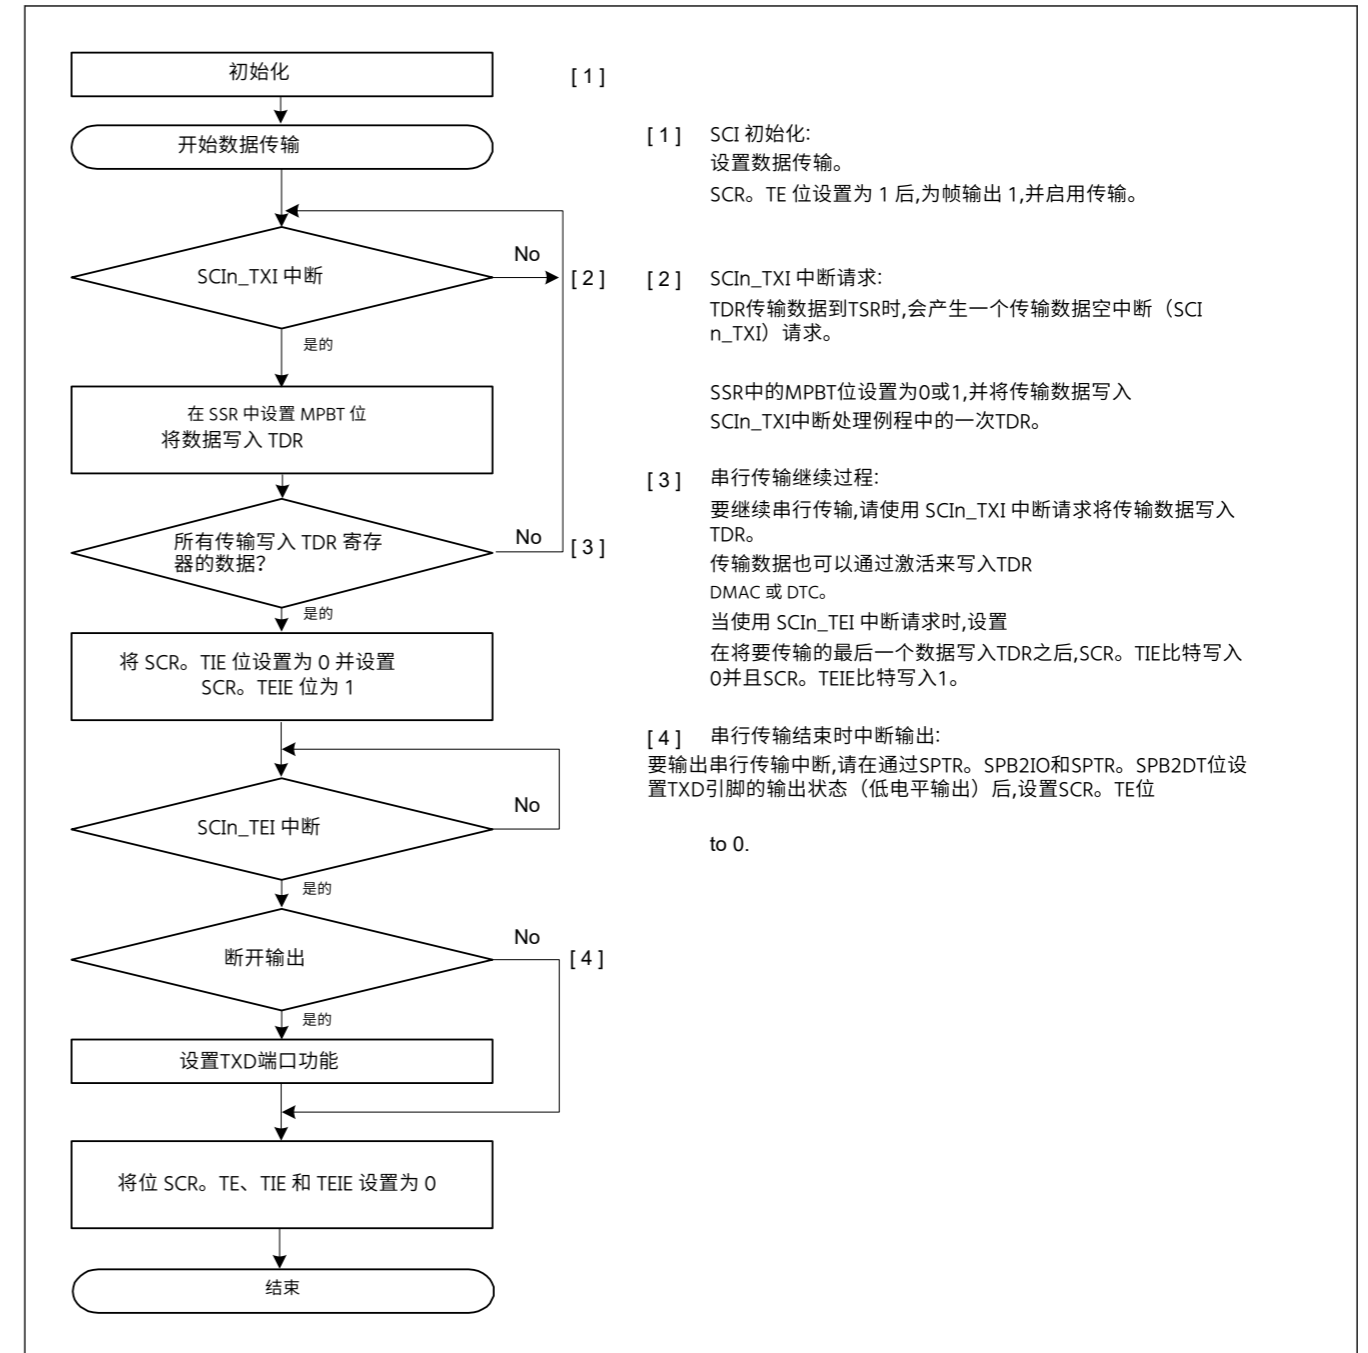 初始化
[ 1 ]
开始数据传输
SCIn_TXI 中断
No
[ 2 ]
是的
在 SSR 中设置 MPBT 位
将数据写入 TDR
所有传输写入 TDR 寄存
器的数据?
No
[ 3 ]
是的
将 SCR。TIE 位设置为 0 并设置
SCR。TEIE 位为 1
SCIn_TEI 中断
No
是的
断开输出
No
[ 4 ]
是的
设置TXD端口功能
将位 SCR。TE、TIE 和 TEIE 设置为 0
结束
[ 1 ] SCI 初始化:
设置数据传输。
SCR。TE 位设置为 1 后,为帧输出 1,并启用传输。
[ 2 ] SCIn_TXI 中断请求:
TDR传输数据到TSR时,会产生一个传输数据空中断（SCI
n_TXI）请求。
SSR中的MPBT位设置为0或1,并将传输数据写入
SCIn_TXI中断处理例程中的一次TDR。
[ 3 ] 串行传输继续过程:
要继续串行传输,请使用 SCIn_TXI 中断请求将传输数据写入
TDR。
传输数据也可以通过激活来写入TDR
DMAC 或 DTC。
当使用 SCIn_TEI 中断请求时,设置
在将要传输的最后一个数据写入TDR之后,SCR。TIE比特写入
0并且SCR。TEIE比特写入1。
[ 4 ] 串行传输结束时中断输出:
要输出串行传输中断,请在通过SPTR。SPB2IO和SPTR。SPB2DT位设
置TXD引脚的输出状态（低电平输出）后,设置SCR。TE位
to 0.